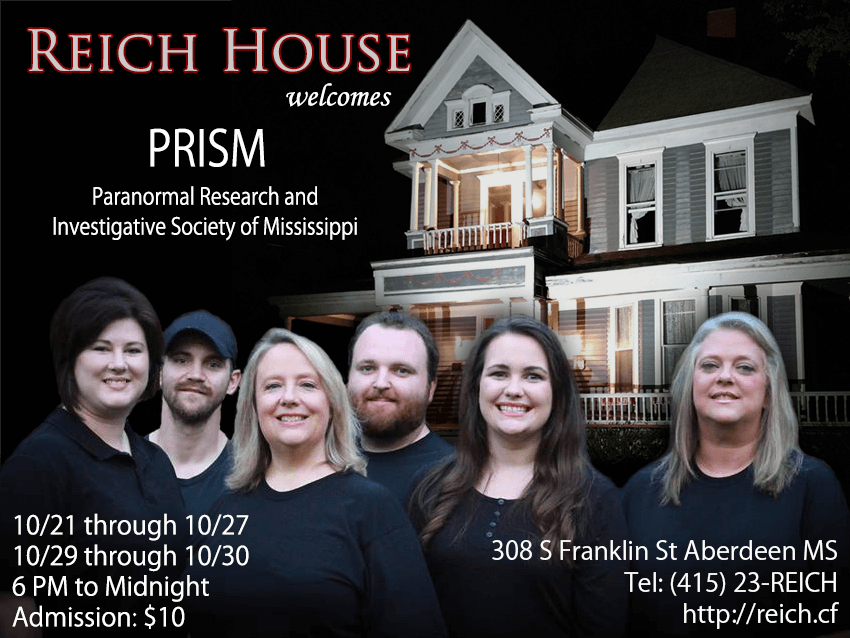 REICH HOUSE
welcomes
PRISM
Paranormal Research and
Investigative Society of Mississippi
10/21 through 10/27
10/29 through 10/30
6 PM to Midnight
Admission: $10
308 S Franklin St Aberdeen MS
Tel: (415) 23-REICH
http://reich.cf